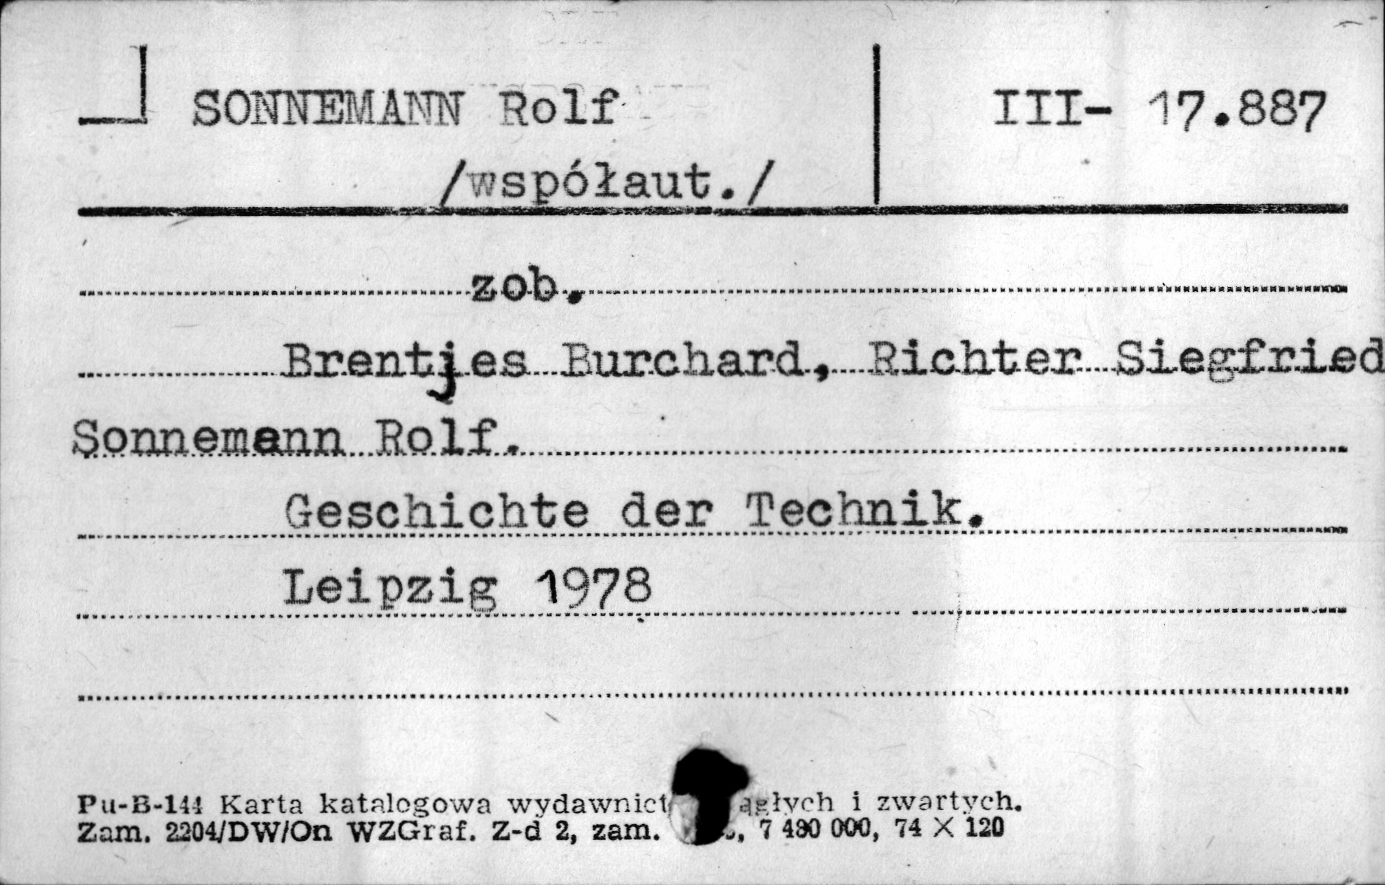 SONNEMANN Rolf
III- 17.887
/współaut./
zob.
Brentjes Burchard, Richter Siegfried
Sonnemann Rolf.
Geschichte der Technik.
Leipzig 1978
Pu-B-144 Karta katalogowa wydawnict i zwartych.
Zam. 2204/DW/On WZGraf. Z-d 2, zam. 7 480 000, 74 X 120